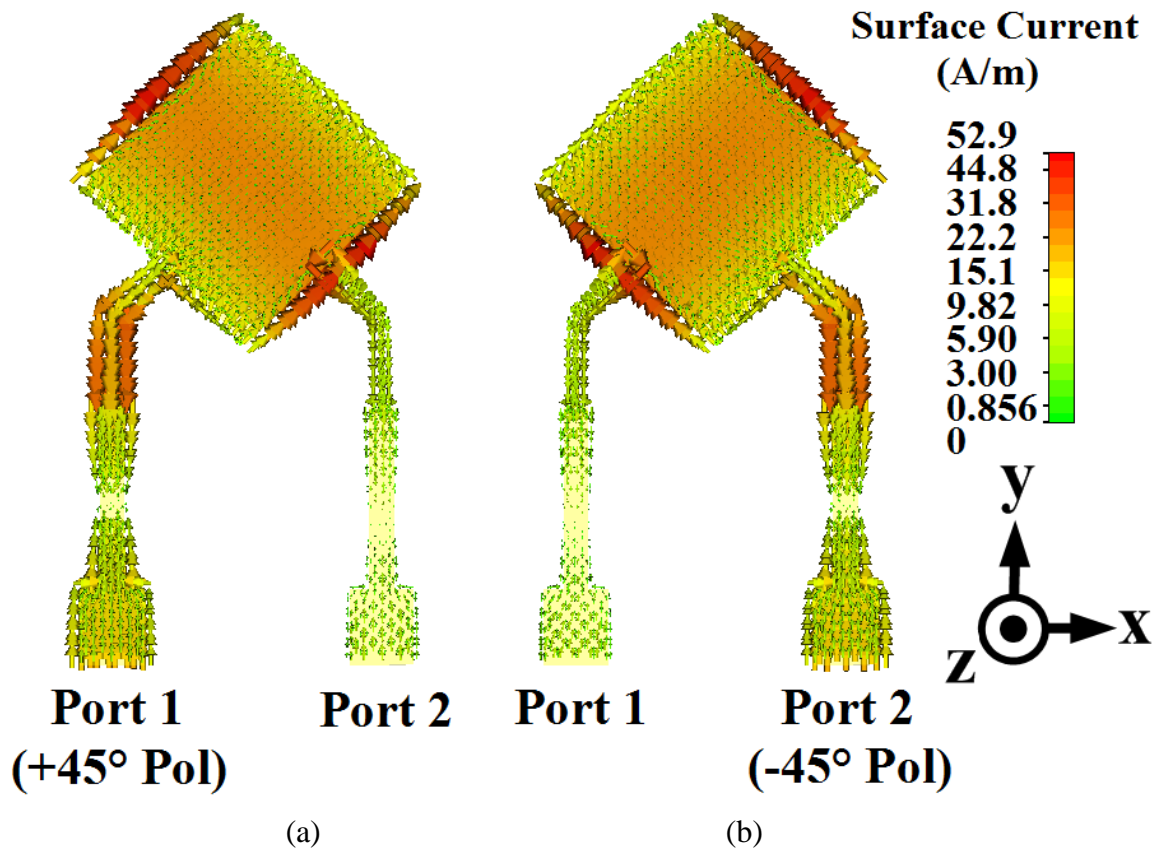 Surface Current
(A/m)
52.9
44.8
31.8
22.2
15.1
9.82
5.90
3.00
0.856
0
y
x
z
Port 1
(+45° Pol)
Port 2
Port 1
Port 2
(-45° Pol)
(a)
(b)